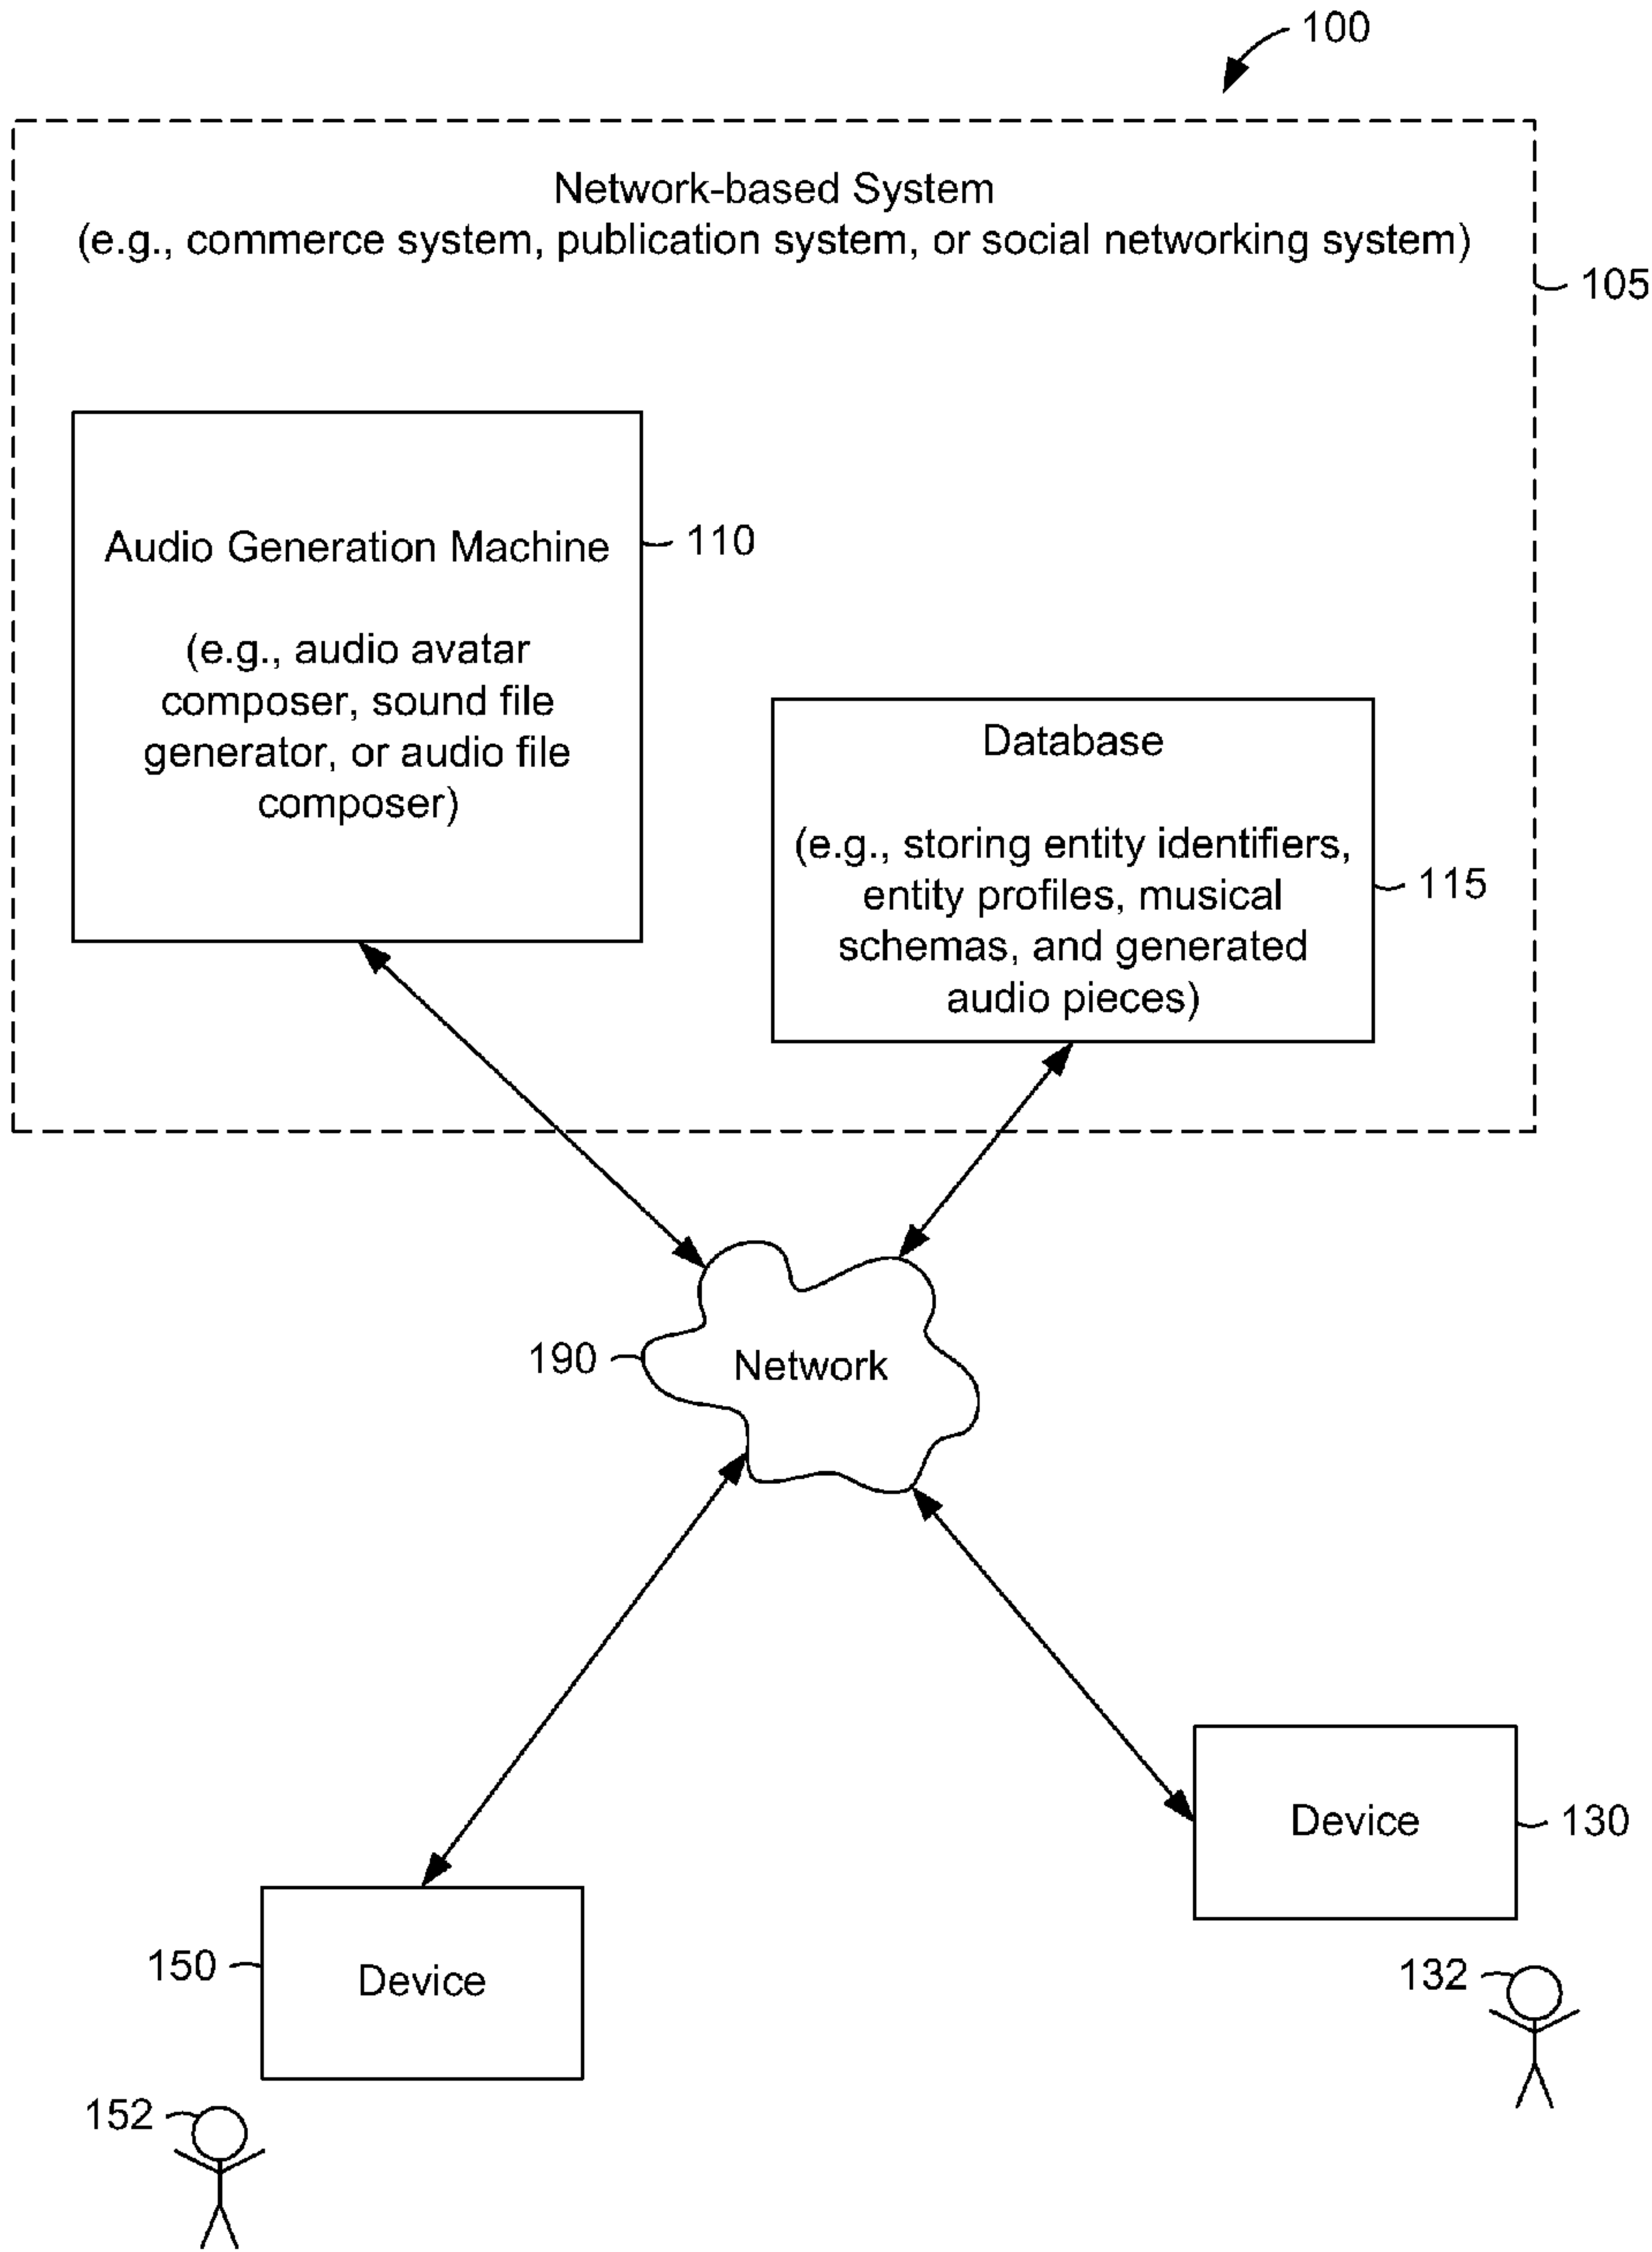 100
Network-based System
(e.g., commerce system, publication system, or social networking system)
105
Audio Generation Machine
110
(e.g., audio avatar
composer, sound file
generator, or audio file
composer)
Database
(e.g., storing entity identifiers,
entity profiles, musical
schemas, and generated
audio pieces)
115
190
Network
Device
130
150
Device
132
152